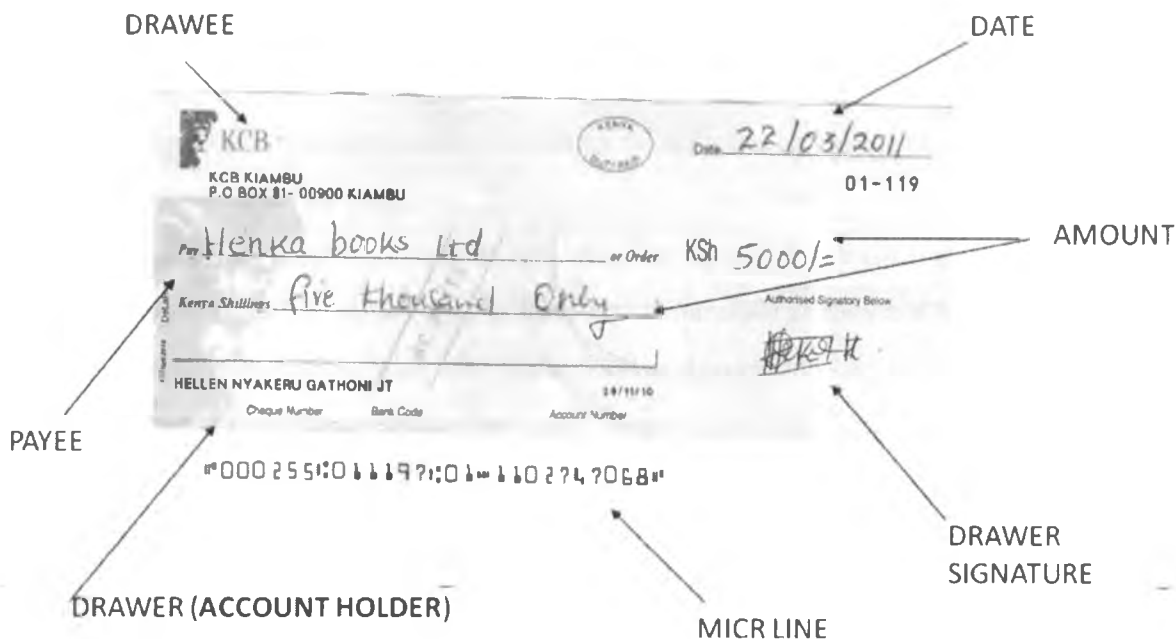 DRAWEE
DATE
KCB
KENYA
Date 22/03/2011
KCB KIAMBU
P.O BOX 81- 00900 KIAMBU
01-119
Pay Henka books Ltd or Order KSh 5000/=
AMOUNT
Kenya Shillings five thousand Only
Authorised Signatory Below
HELLEN NYAKERU GATHONI JT
Cheque Number Bank Code Account Number
PAYEE
DRAWER SIGNATURE
DRAWER (ACCOUNT HOLDER)
MICR LINE